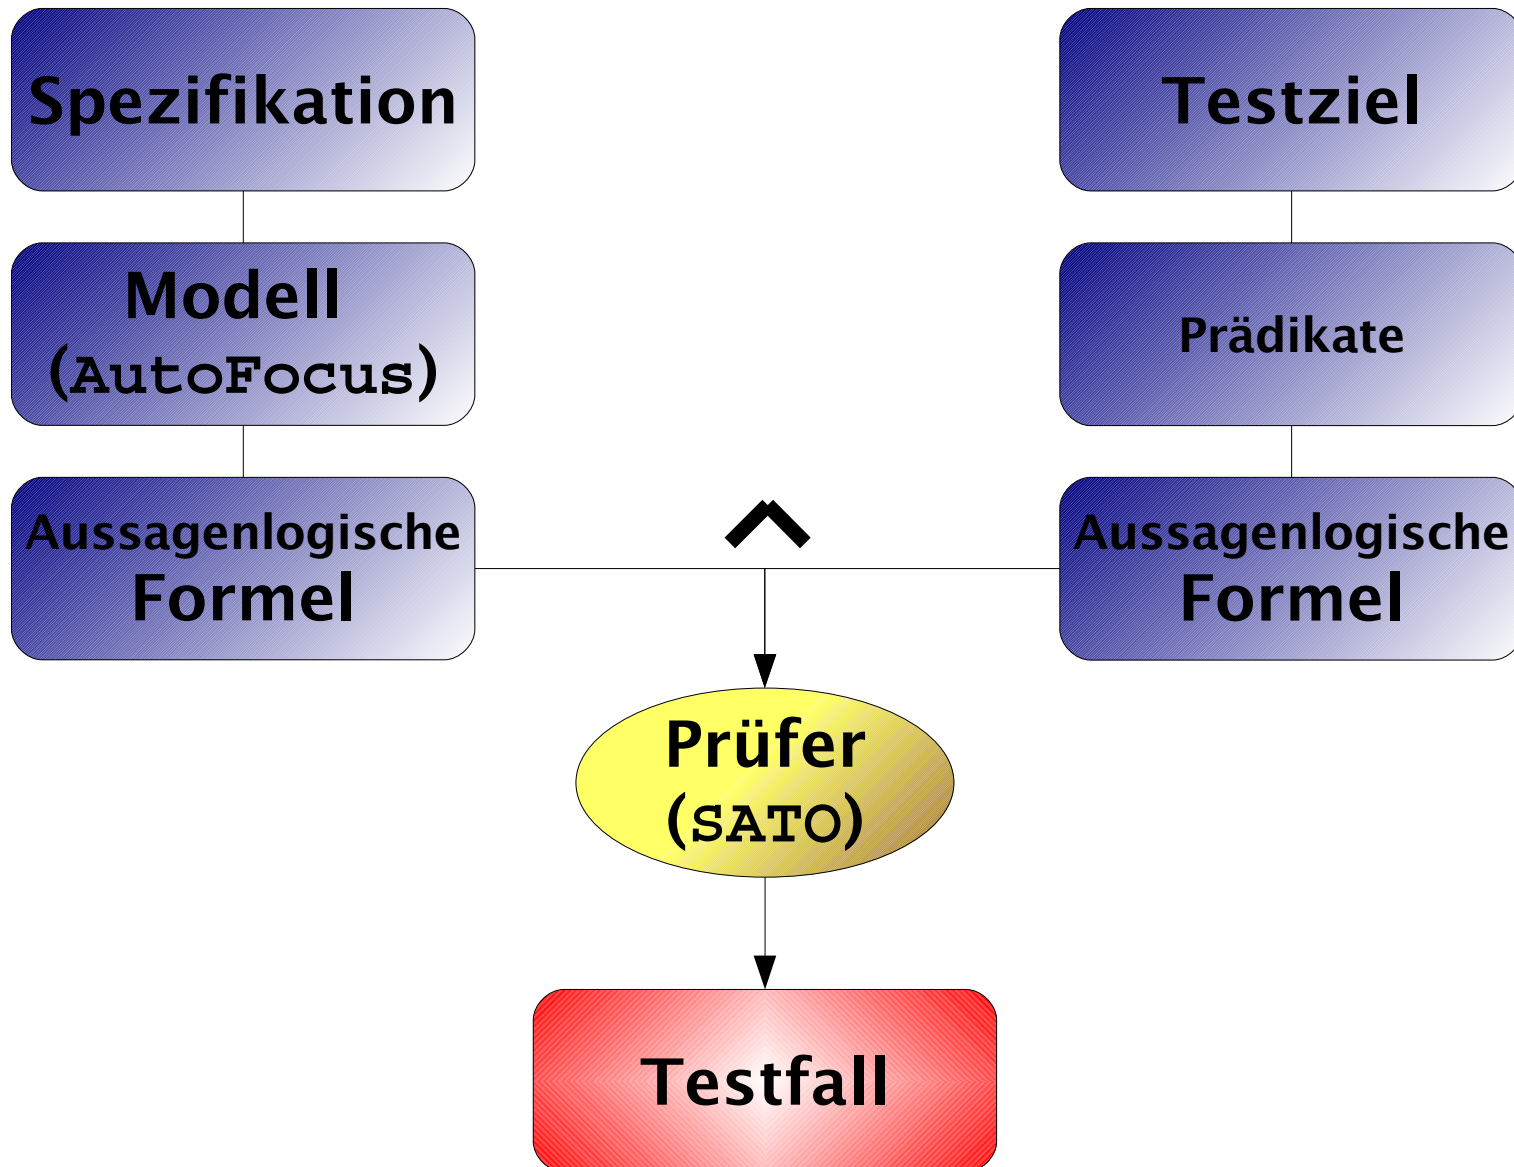 Spezifikation
Testziel
Modell
(AutoFocus)
Prädikate
Aussagenlogische
Formel
∧
Aussagenlogische
Formel
Prüfer
(SATO)
Testfall